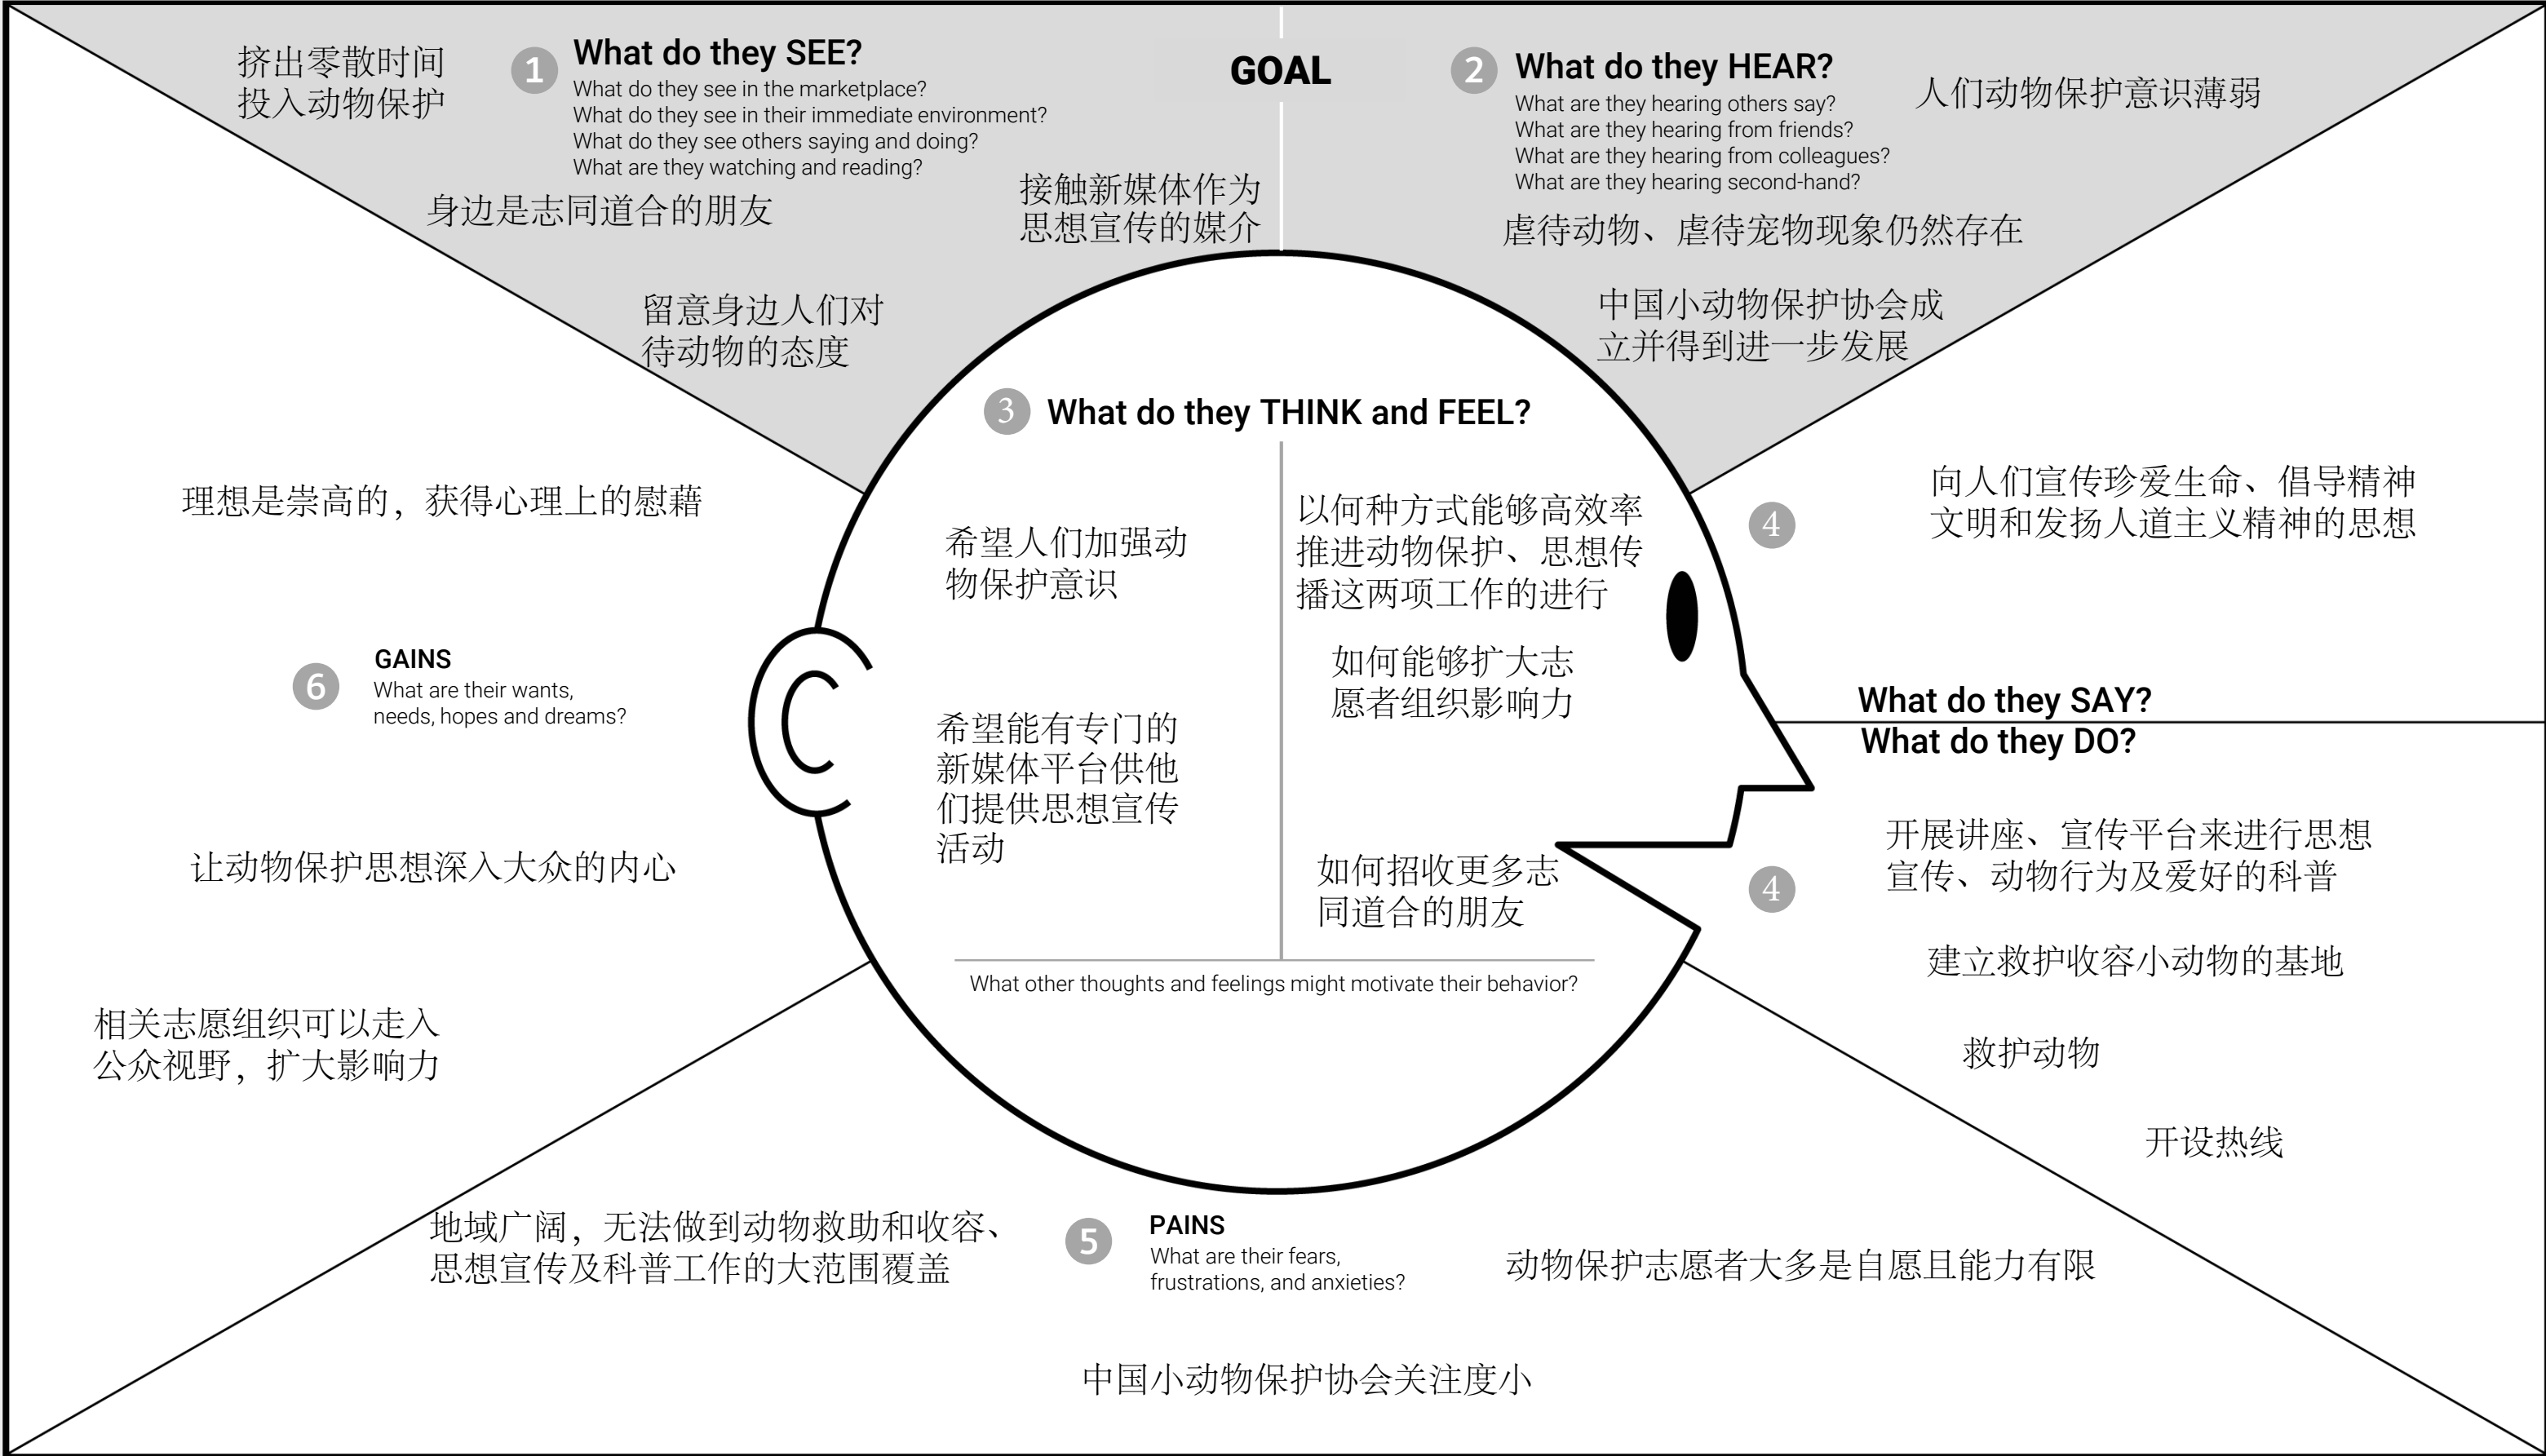 GOAL
1
What do they SEE?
What do they see in the marketplace?
What do they see in their immediate environment?
What do they see others saying and doing?
What are they watching and reading?
挤出零散时间
投入动物保护
身边是志同道合的朋友
接触新媒体作为
思想宣传的媒介
留意身边人们对
待动物的态度
2
What do they HEAR?
What are they hearing others say?
What are they hearing from friends?
What are they hearing from colleagues?
What are they hearing second-hand?
人们动物保护意识薄弱
虐待动物、虐待宠物现象仍然存在
中国小动物保护协会成
立并得到进一步发展
3
What do they THINK and FEEL?
希望人们加强动
物保护意识
希望能有专门的
新媒体平台供他
们提供思想宣传
活动
以何种方式能够高效率
推进动物保护、思想传
播这两项工作的进行
如何能够扩大志
愿者组织影响力
如何招收更多志
同道合的朋友
What other thoughts and feelings might motivate their behavior?
4
向人们宣传珍爱生命、倡导精神
文明和发扬人道主义精神的思想
What do they SAY?
What do they DO?
4
开展讲座、宣传平台来进行思想
宣传、动物行为及爱好的科普
建立救护收容小动物的基地
救护动物
开设热线
5
PAINS
What are their fears,
frustrations, and anxieties?
地域广阔，无法做到动物救助和收容、
思想宣传及科普工作的大范围覆盖
动物保护志愿者大多是自愿且能力有限
中国小动物保护协会关注度小
6
GAINS
What are their wants,
needs, hopes and dreams?
理想是崇高的，获得心理上的慰藉
让动物保护思想深入大众的内心
相关志愿组织可以走入
公众视野，扩大影响力